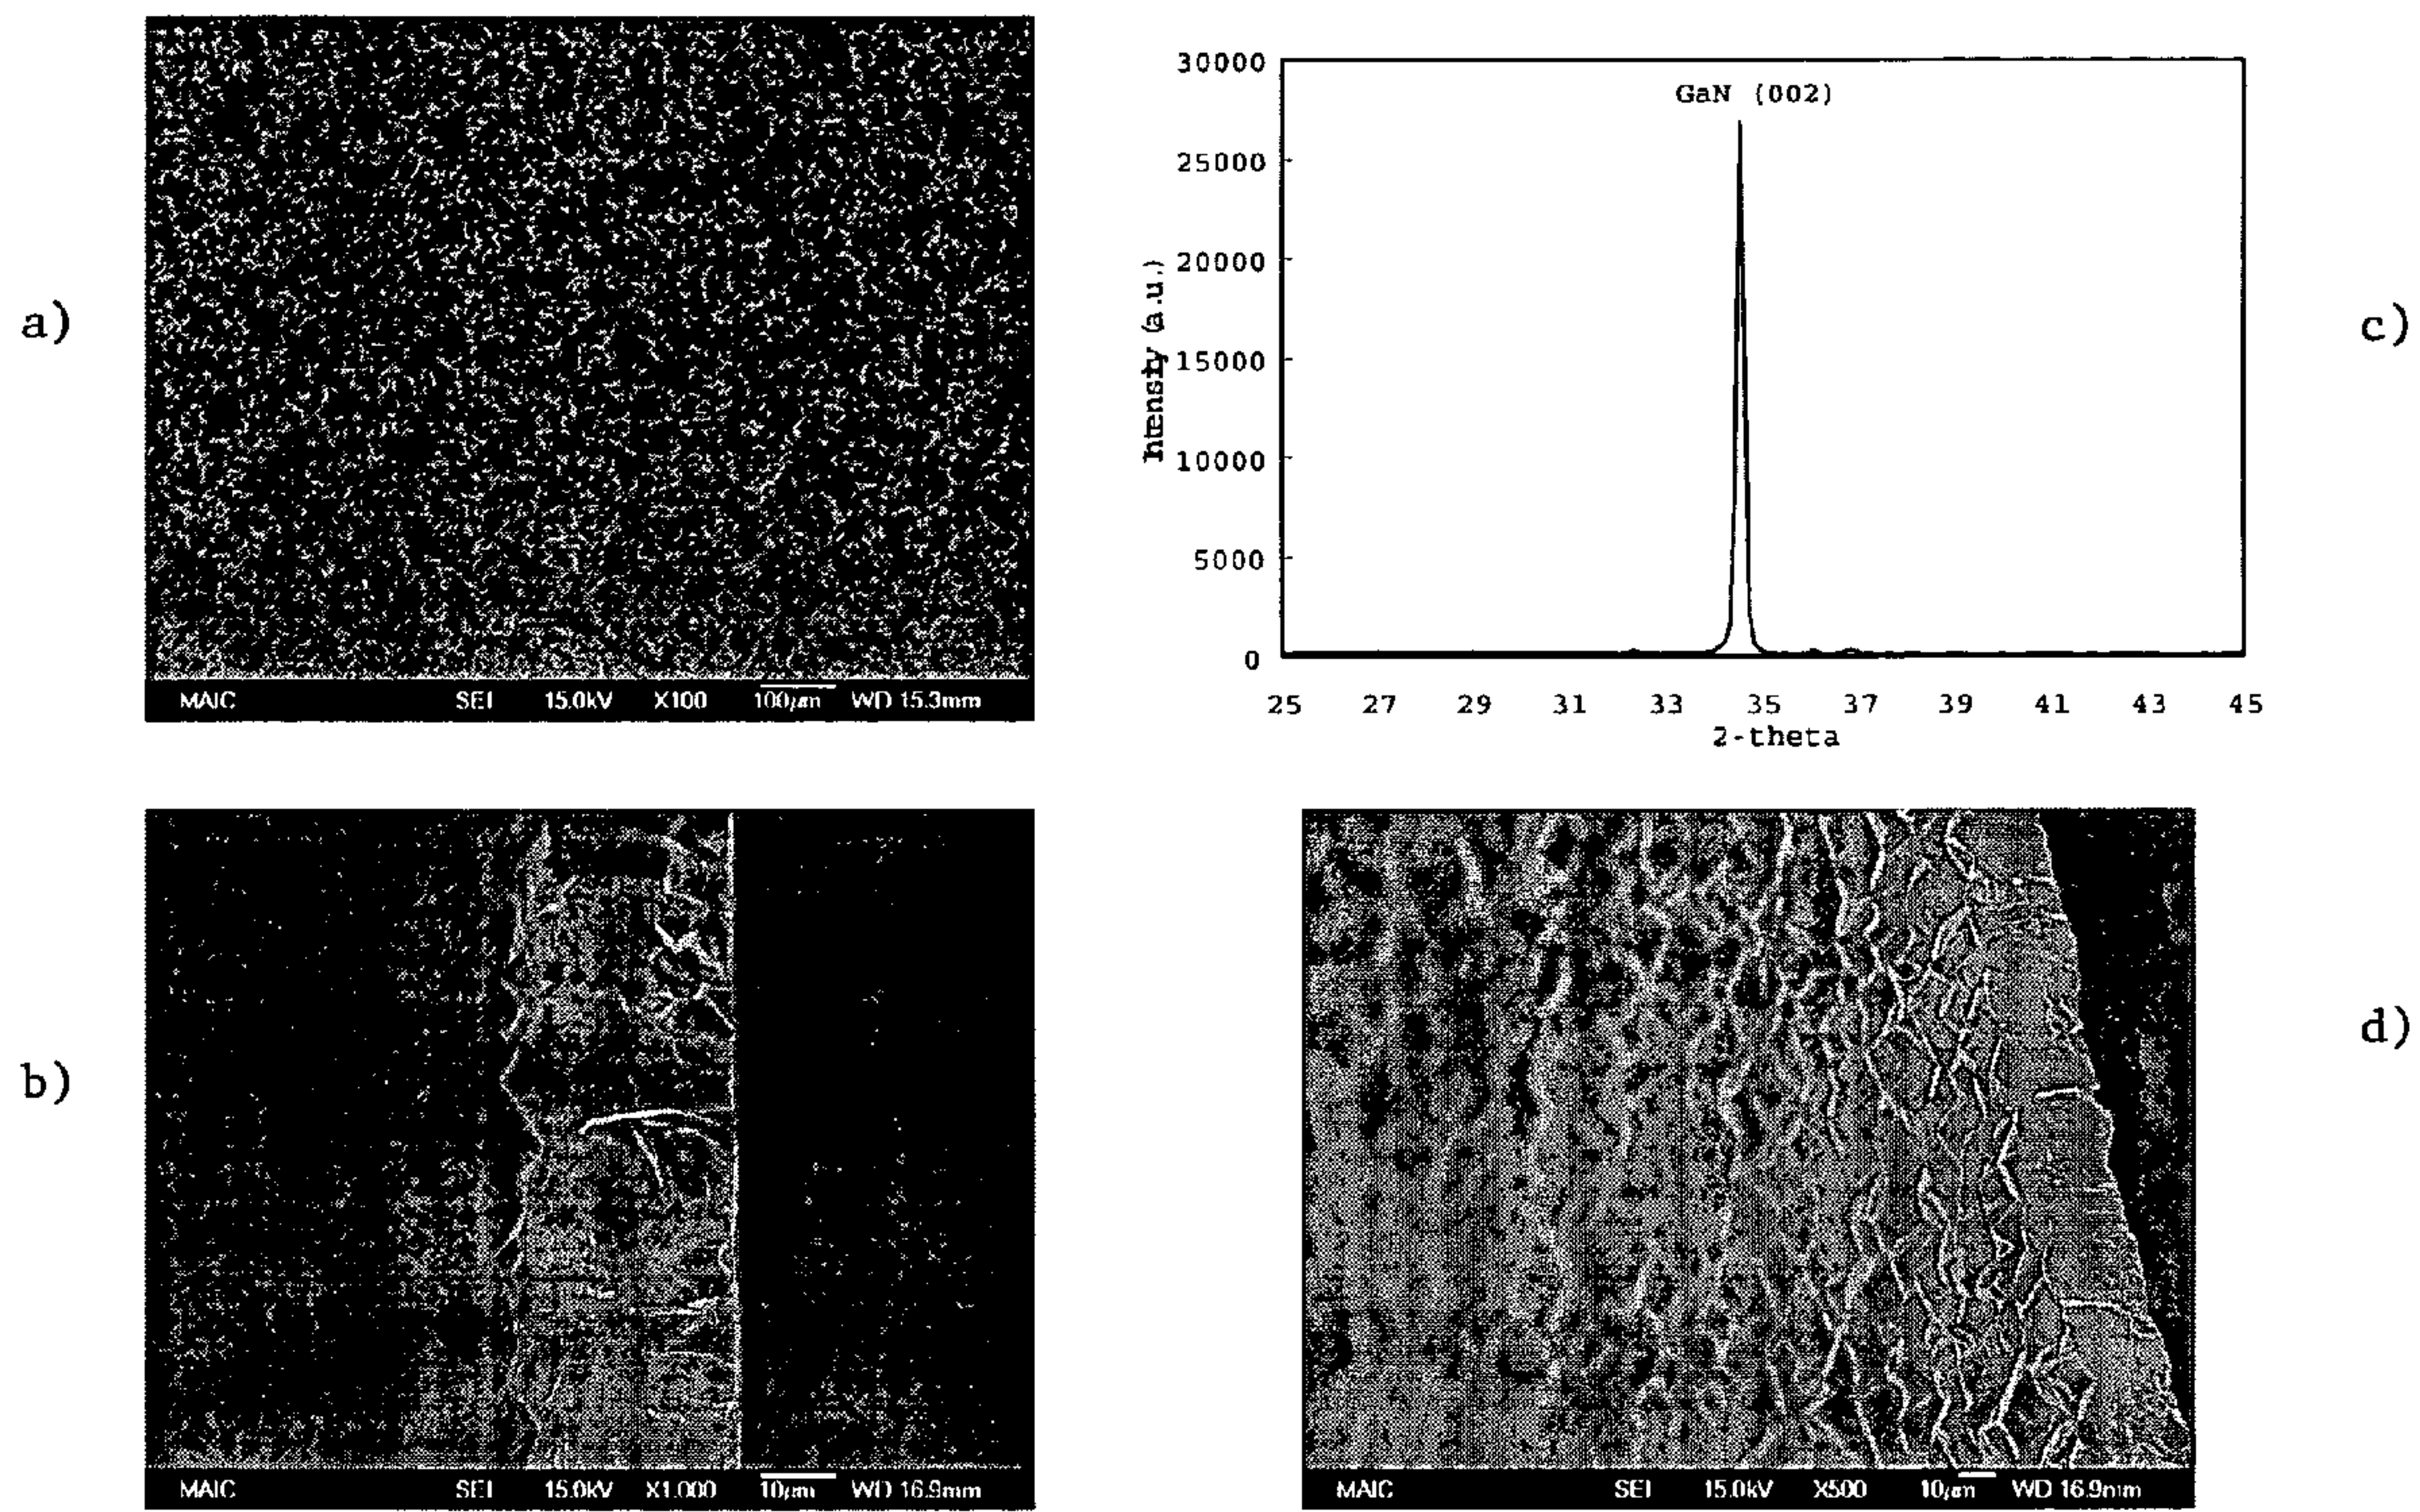 a)
MAIC SEI 15.0kV X100 100µm WD 15.3mm
30000
25000
20000
15000
10000
5000
0
Intensity (a.u.)
GaN (002)
25 27 29 31 33 35 37 39 41 43 45
2-theta
c)
b)
MAIC SEI 15.0kV X1.000 10µm WD 16.9mm
MAIC SEI 15.0kV X500 10µm WD 16.9mm
d)